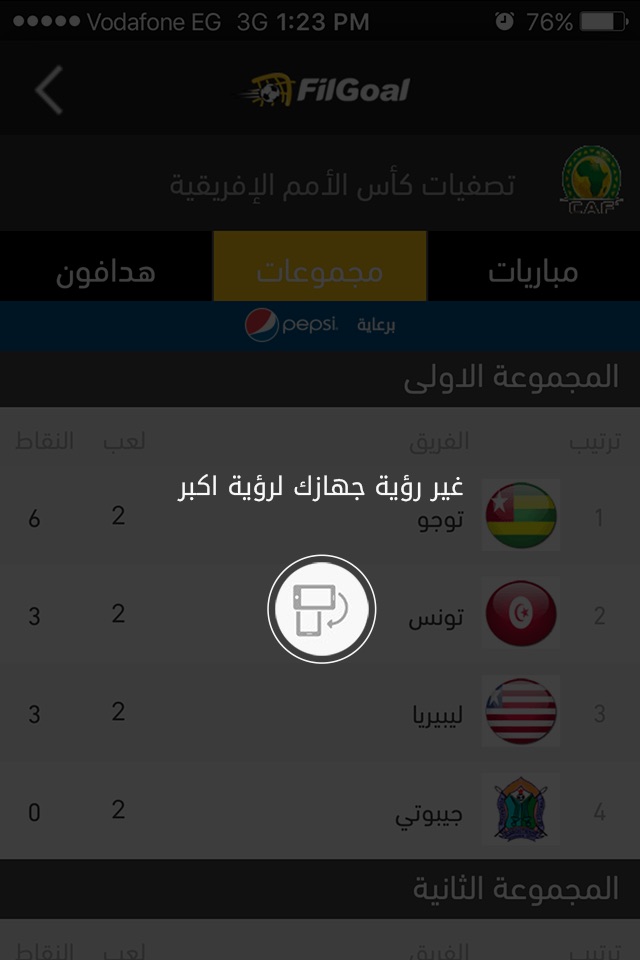 Vodafone EG 3G 1:23 PM 76%
FilGoal
تصفيات كأس الأمم الإفريقية
CAF
مباريات مجموعات هدافون
برعاية pepsi
المجموعة الاولى
ترتيب الفريق لعب النقاط
غير رؤية جهازك لرؤية اكبر
1 توجو 2 6
2 تونس 2 3
3 ليبيريا 2 3
4 جيبوتي 2 0
المجموعة الثانية
ترتيب الفريق لعب النقاط